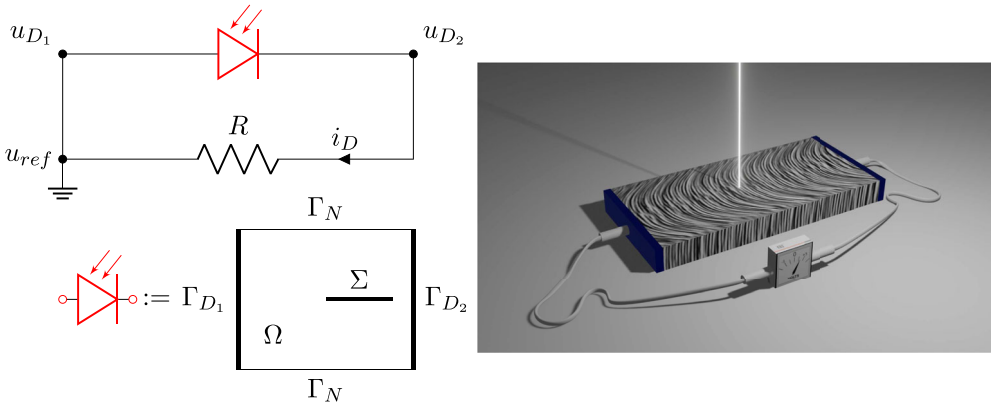 u_{D_1}
u_{D_2}
R
i_D
u_{ref}
Γ_N
Σ
:= Γ_{D_1}
Γ_{D_2}
Ω
Γ_N